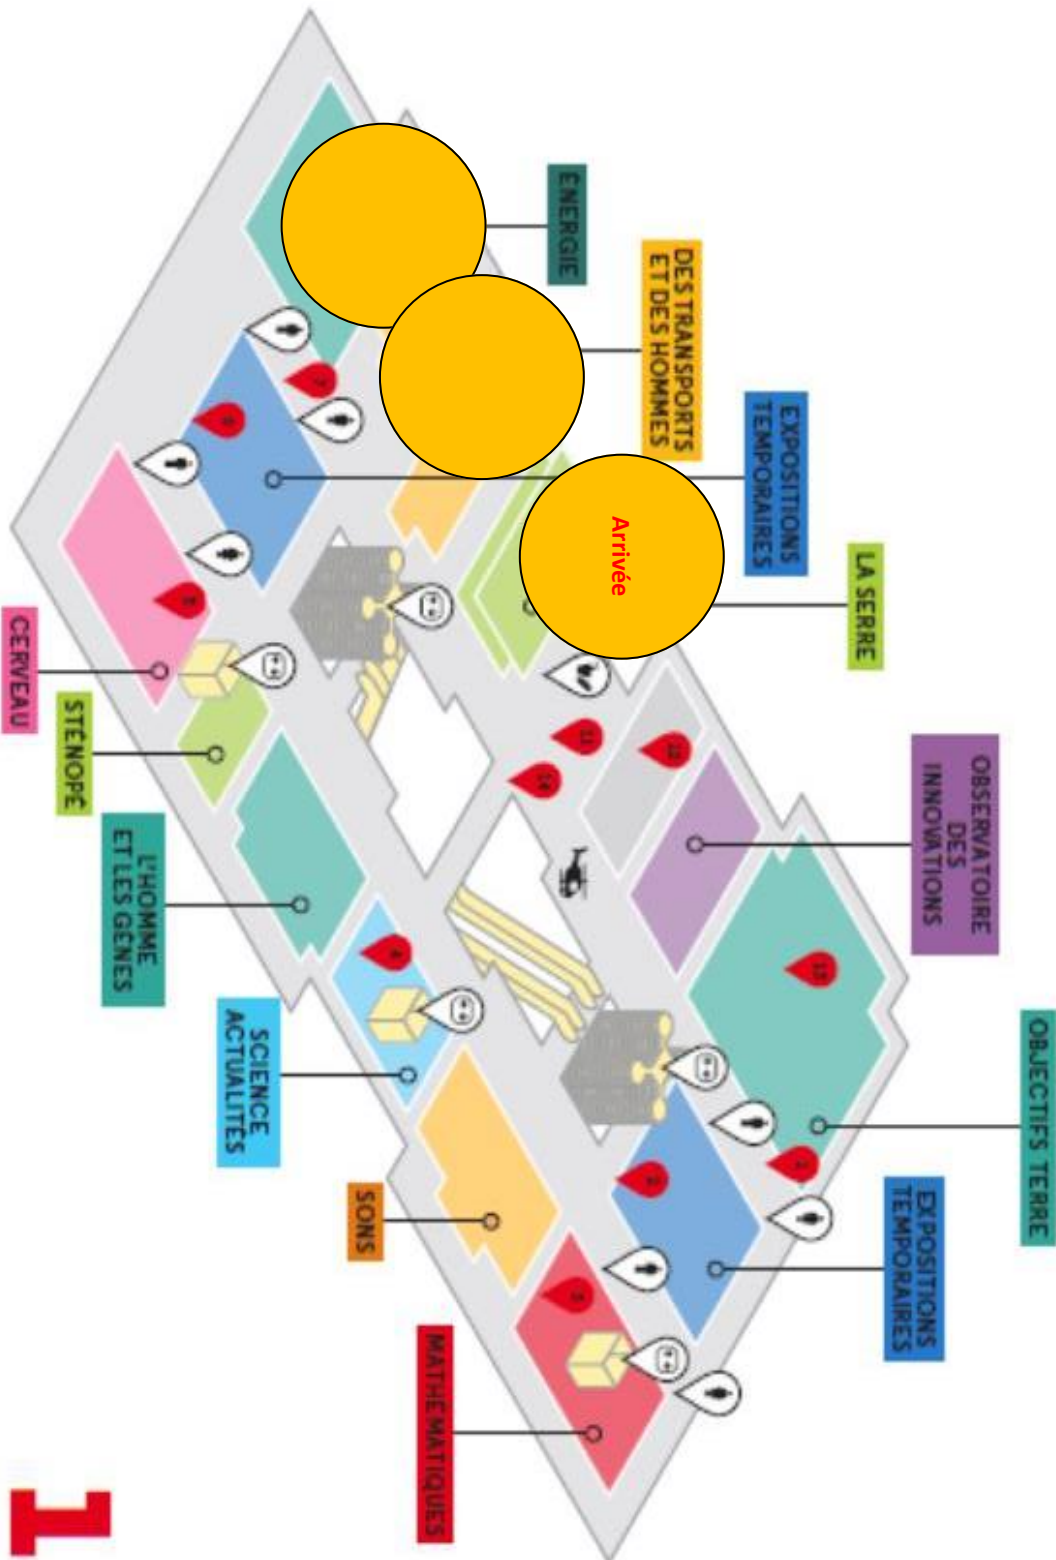 ÉNERGIE
DES TRANSPORTS
ET DES HOMMES
EXPOSITIONS
TEMPORAIRES
LA SERRE
Arrivée
OBSERVATOIRE
DES
INNOVATIONS
OBJECTIFS TERRE
EXPOSITIONS
TEMPORAIRES
CERVEAU
STÉNOPÉ
L'HOMME
ET LES GÈNES
SCIENCE
ACTUALITÉS
SONS
MATHÉMATIQUES
1